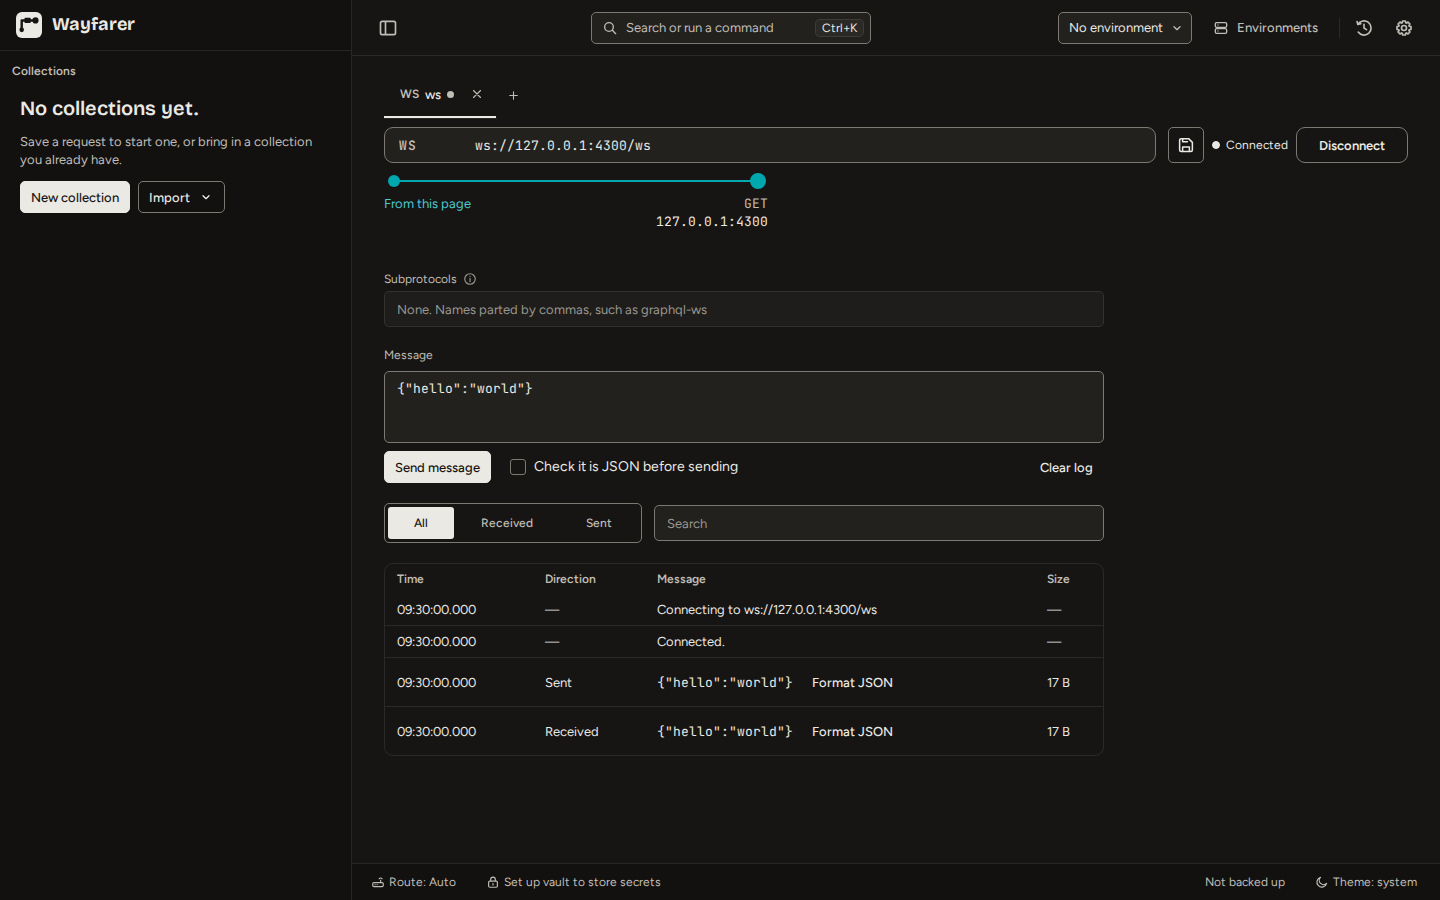 Wayfarer
Search or run a command Ctrl+K
No environment
Environments
Collections
No collections yet.
Save a request to start one, or bring in a collection
you already have.
New collection
Import
WS ws
WS ws://127.0.0.1:4300/ws
Connected
Disconnect
From this page
GET
127.0.0.1:4300
Subprotocols
None. Names parted by commas, such as graphql-ws
Message
{"hello":"world"}
Send message
Check it is JSON before sending
Clear log
All Received Sent
Search
Time Direction Message Size
09:30:00.000 — Connecting to ws://127.0.0.1:4300/ws —
09:30:00.000 — Connected. —
09:30:00.000 Sent {"hello":"world"} Format JSON 17 B
09:30:00.000 Received {"hello":"world"} Format JSON 17 B
Route: Auto
Set up vault to store secrets
Not backed up
Theme: system